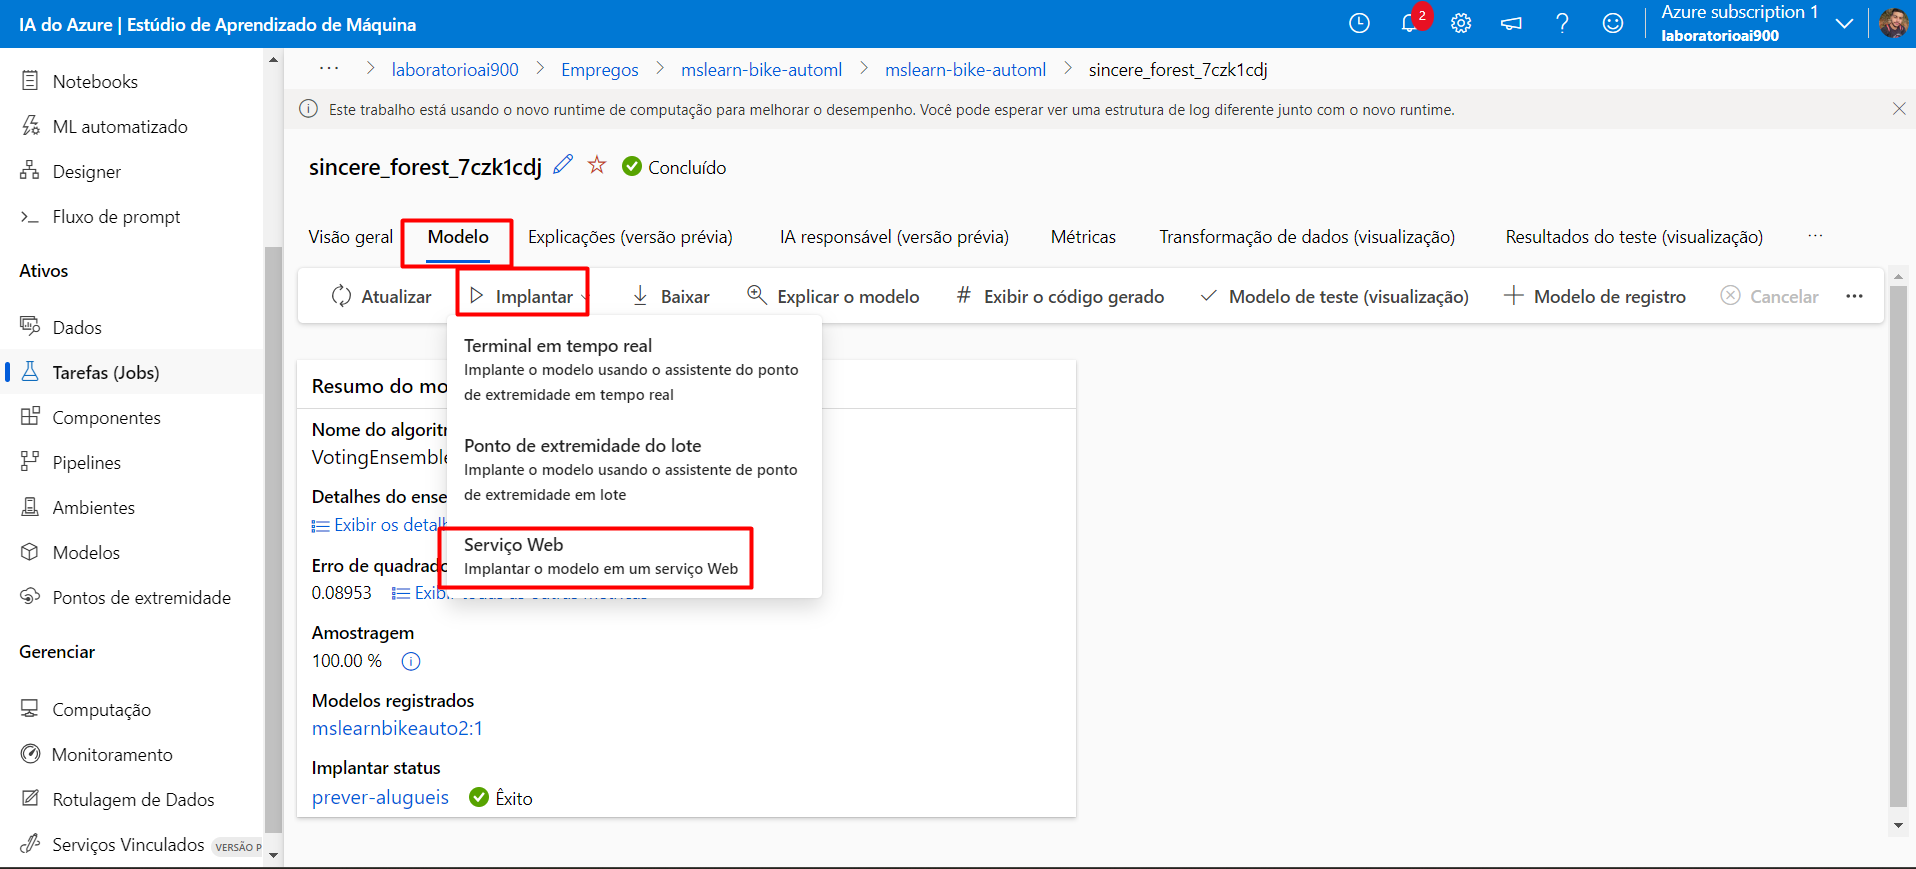 IA do Azure | Estúdio de Aprendizado de Máquina
2
Azure subscription 1
laboratorioai900
Notebooks
ML automatizado
Designer
Fluxo de prompt
Ativos
Dados
Tarefas (Jobs)
Componentes
Pipelines
Ambientes
Modelos
Pontos de extremidade
Gerenciar
Computação
Monitoramento
Rotulagem de Dados
Serviços Vinculados VERSÃO P
··· > laboratorioai900 > Empregos > mslearn-bike-automl > mslearn-bike-automl > sincere_forest_7czk1cdj
Este trabalho está usando o novo runtime de computação para melhorar o desempenho. Você pode esperar ver uma estrutura de log diferente junto com o novo runtime.
sincere_forest_7czk1cdj Concluído
Visão geral Modelo Explicações (versão prévia) IA responsável (versão prévia) Métricas Transformação de dados (visualização) Resultados do teste (visualização) ···
Atualizar Implantar Baixar Explicar o modelo # Exibir o código gerado Modelo de teste (visualização) Modelo de registro Cancelar ···
Terminal em tempo real
Implante o modelo usando o assistente do ponto
de extremidade em tempo real
Ponto de extremidade do lote
Implante o modelo usando o assistente de ponto
de extremidade em lote
Serviço Web
Implantar o modelo em um serviço Web
Resumo do mo
Nome do algorit
VotingEnsemble
Detalhes do ense
Exibir os detalh
Erro de quadrado
0.08953 Exib
Amostragem
100.00 %
Modelos registrados
mslearnbikeauto2:1
Implantar status
prever-alugueis Êxito